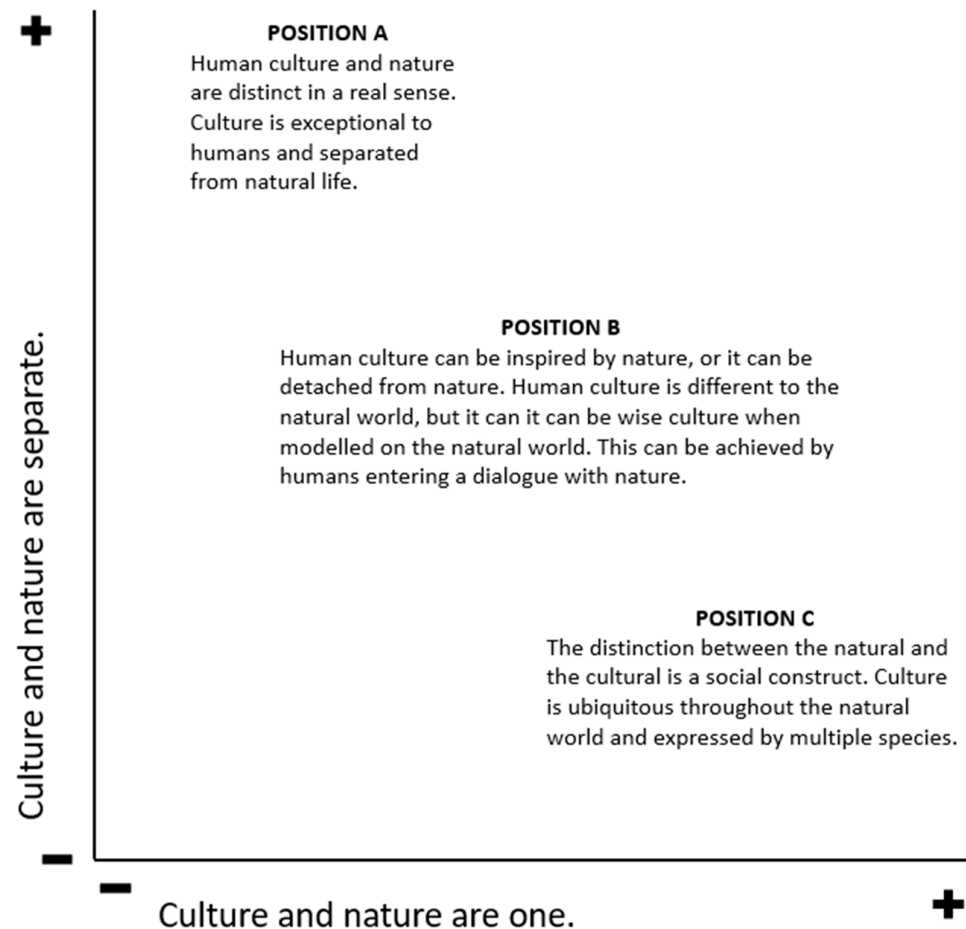 POSITION A
Human culture and nature
are distinct in a real sense.
Culture is exceptional to
humans and separated
from natural life.
POSITION B
Human culture can be inspired by nature, or it can be
detached from nature. Human culture is different to the
natural world, but it can it can be wise culture when
modelled on the natural world. This can be achieved by
humans entering a dialogue with nature.
POSITION C
The distinction between the natural and
the cultural is a social construct. Culture
is ubiquitous throughout the natural
world and expressed by multiple species.
Culture and nature are separate.
Culture and nature are one.